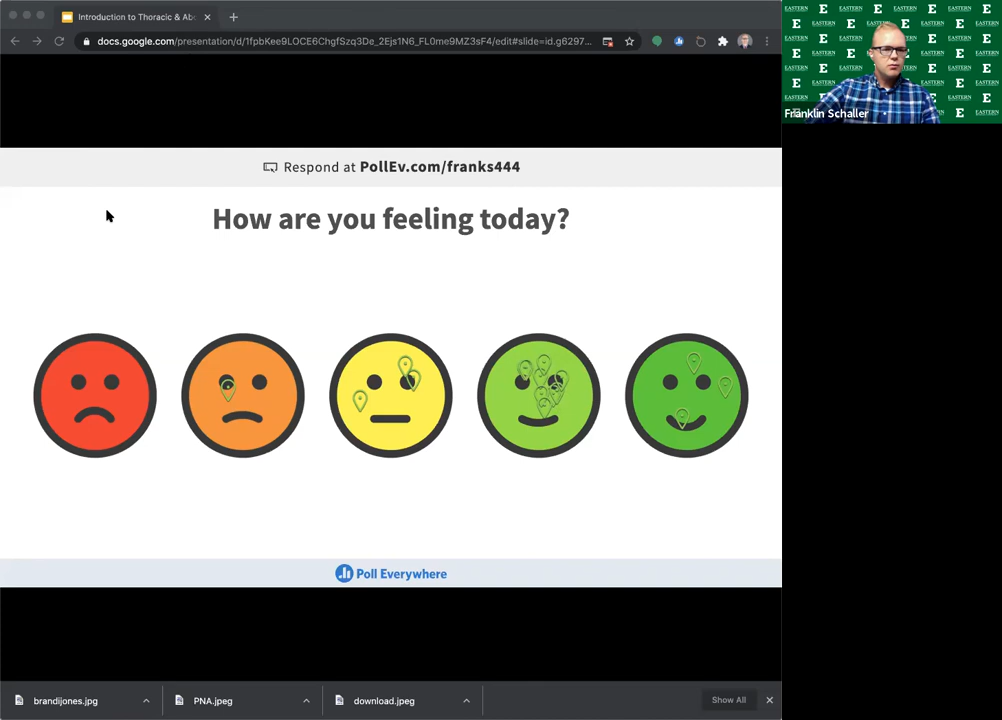 Introduction to Thoracic & Abd
docs.google.com/presentation/d/1fpbKee9LOCE6ChgfSzq3De_2Ejs1N6_FL0me9MZ3sF4/edit#slide=id.g6297...
Respond at PollEv.com/franks444
How are you feeling today?
Poll Everywhere
brandijones.jpg
PNA.jpeg
download.jpeg
Show All
EASTERN
E
Franklin Schaller